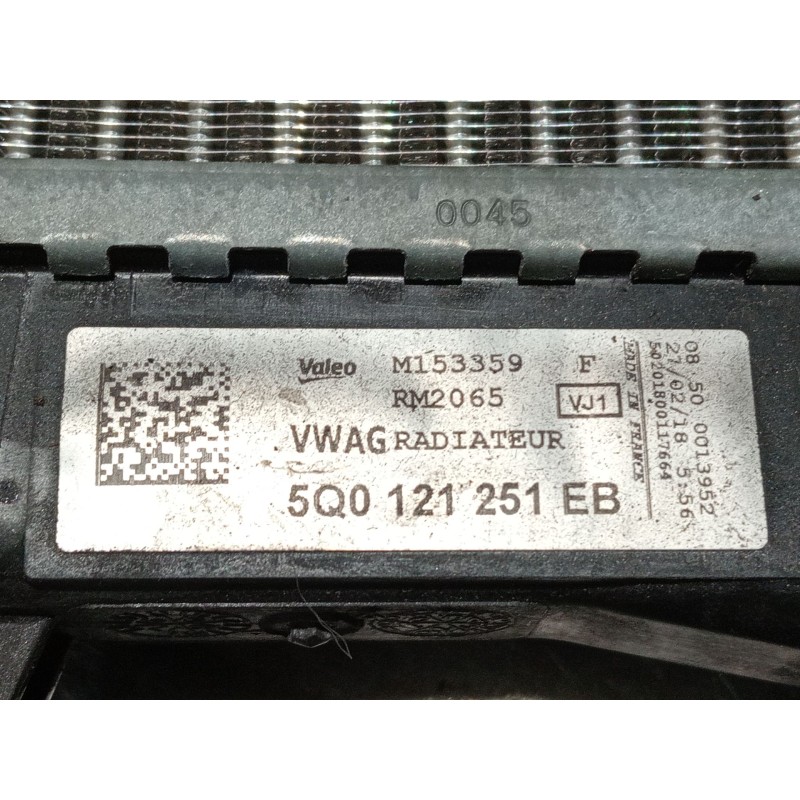 0045
Valeo M153359 F
RM2065 VJ1
VWAG RADIATEUR
5Q0 121 251 EB
MADE IN FRANCE
50201800117664
21/02/18 5:56
08 50 0013952